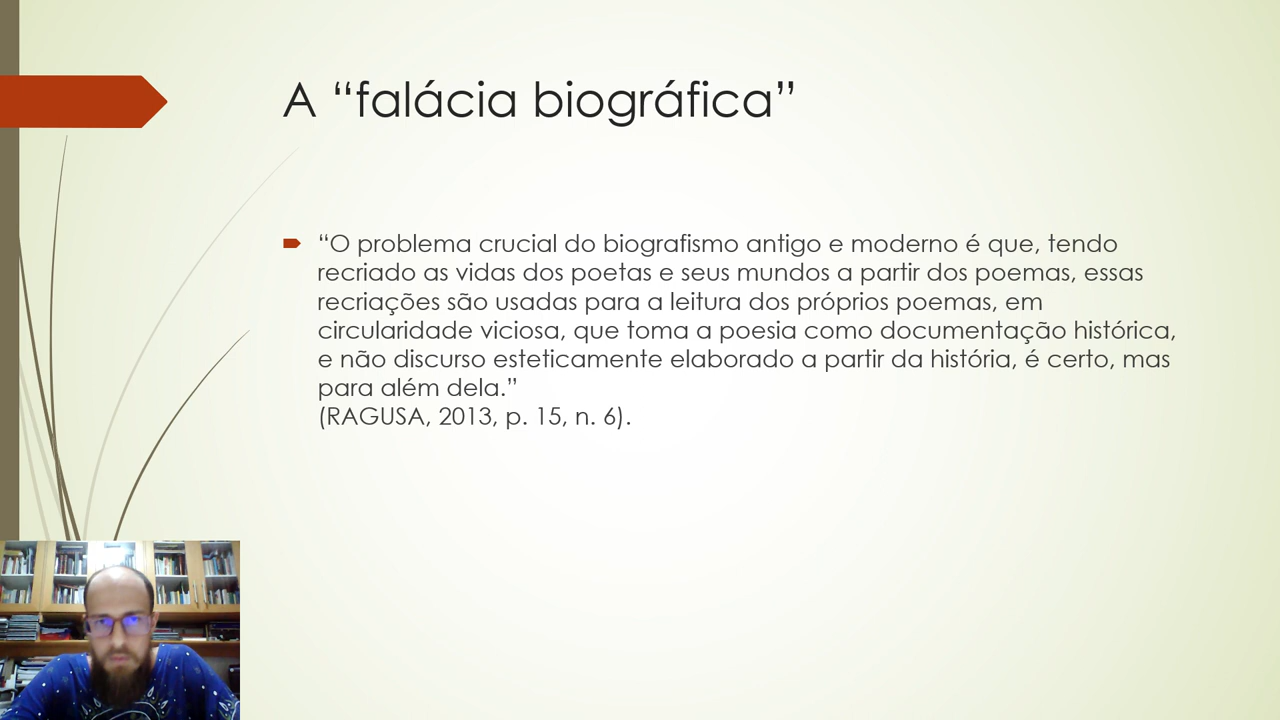 A “falácia biográfica”
“O problema crucial do biografismo antigo e moderno é que, tendo
recriado as vidas dos poetas e seus mundos a partir dos poemas, essas
recriações são usadas para a leitura dos próprios poemas, em
circularidade viciosa, que toma a poesia como documentação histórica,
e não discurso esteticamente elaborado a partir da história, é certo, mas
para além dela.”
(RAGUSA, 2013, p. 15, n. 6).